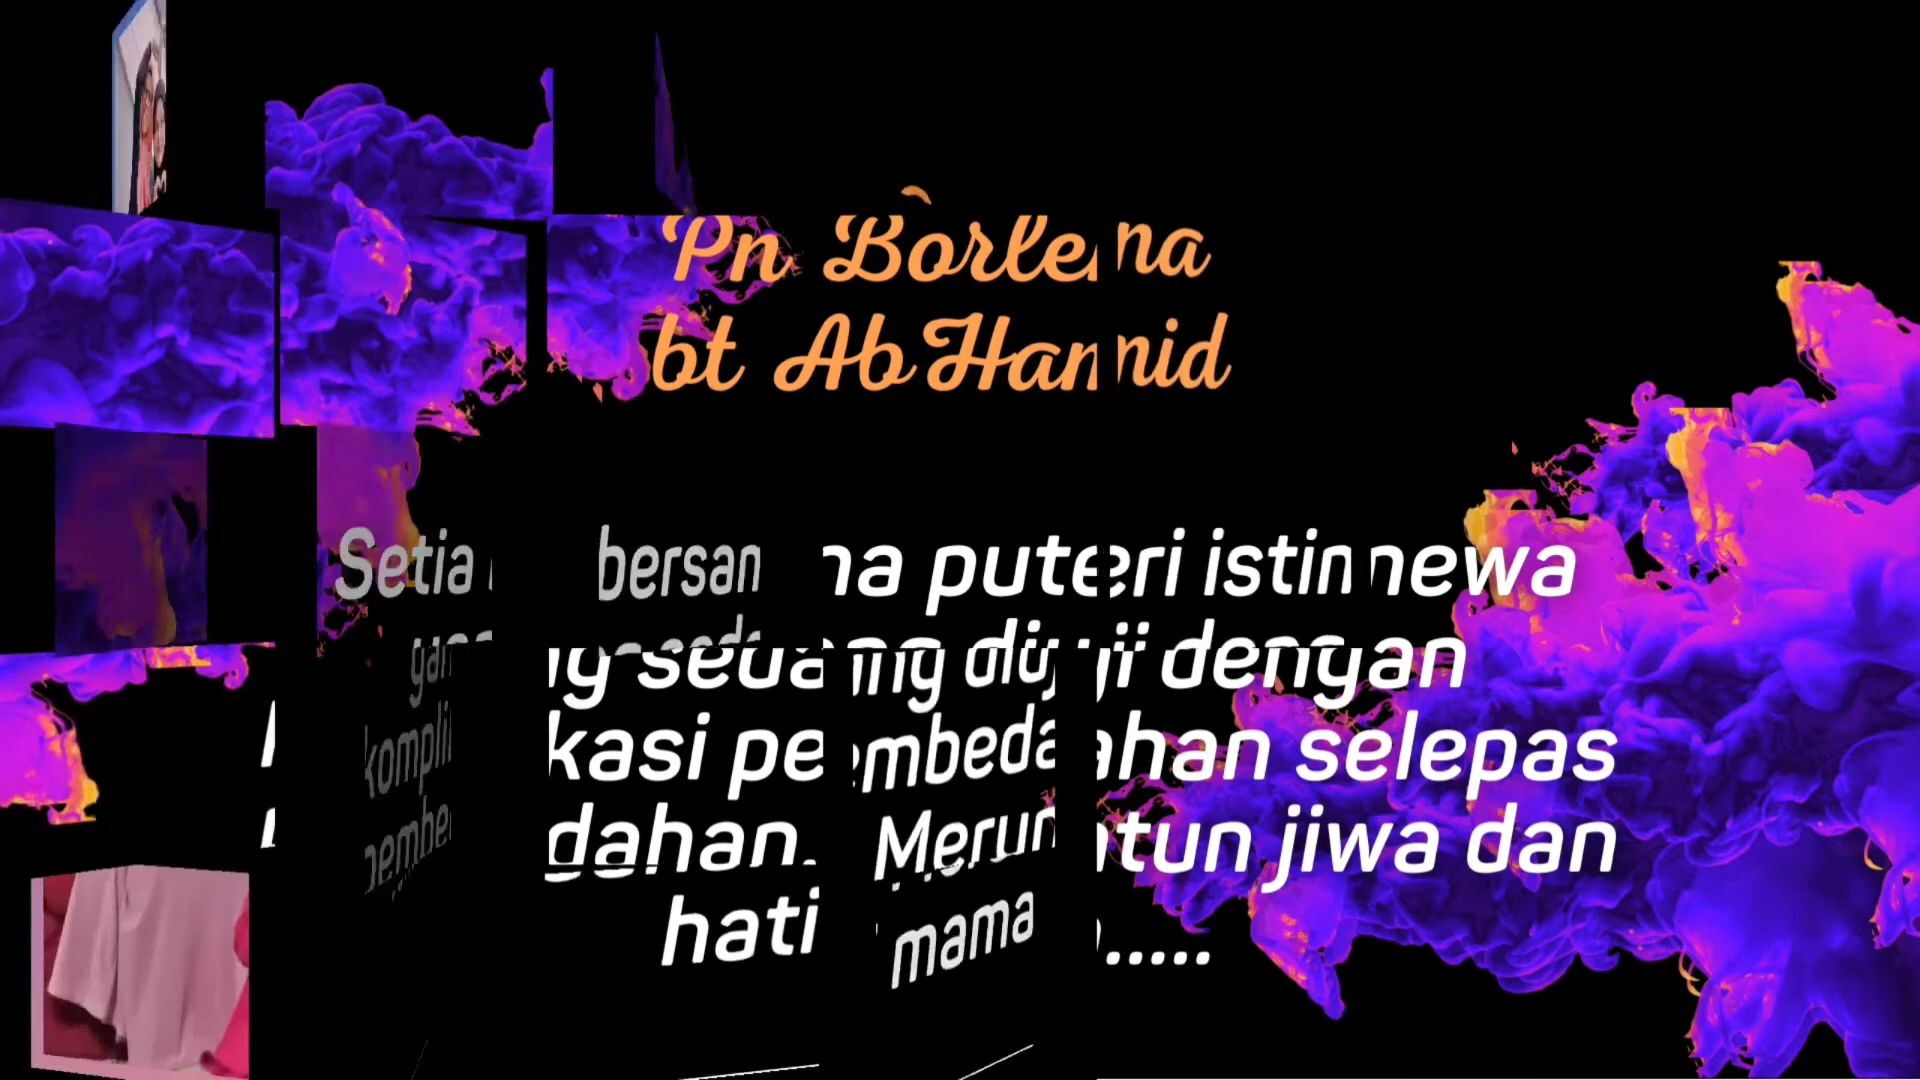 Pn Borlena
bt Ab Hamid
Setia bersama puteri istimewa
yang sedang diuji dengan
komplikasi pembedahan selepas
pembedahan. Meruntun jiwa dan
hati mama.....